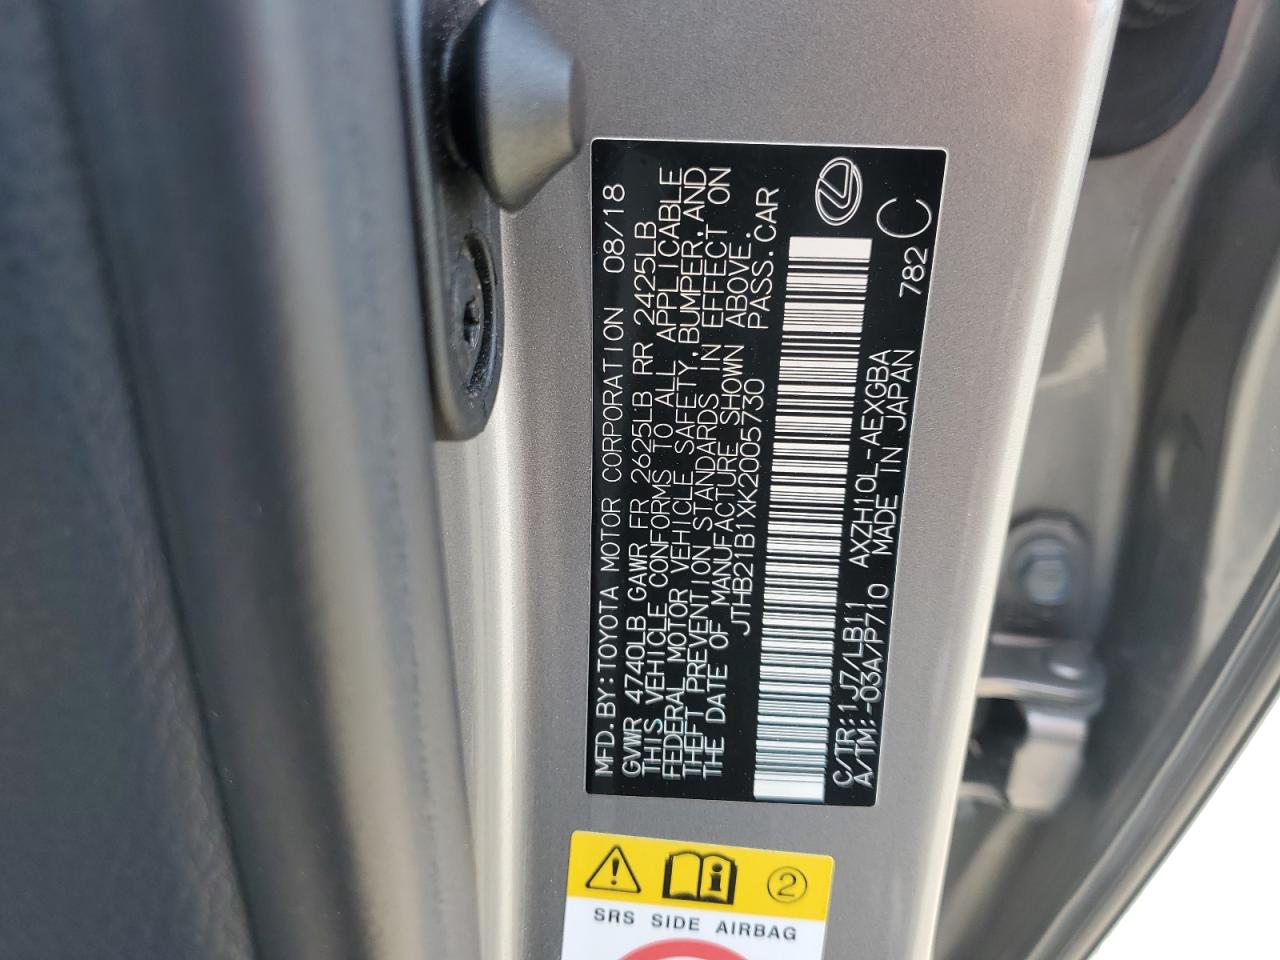 MFD. BY: TOYOTA MOTOR CORPORATION 08/18
GVWR 4740LB GAWR FR 2625LB RR 2425LB
THIS VEHICLE CONFORMS TO ALL APPLICABLE
FEDERAL MOTOR VEHICLE SAFETY, BUMPER, AND
THEFT PREVENTION STANDARDS IN EFFECT ON
THE DATE OF MANUFACTURE SHOWN ABOVE.
JTHB21B1XK2005730 PASS. CAR
C/TR: 1JZ/LB11 AXZH10L-AEXGBA 782
A/TM: -03A/P710 MADE IN JAPAN C
2
SRS SIDE AIRBAG